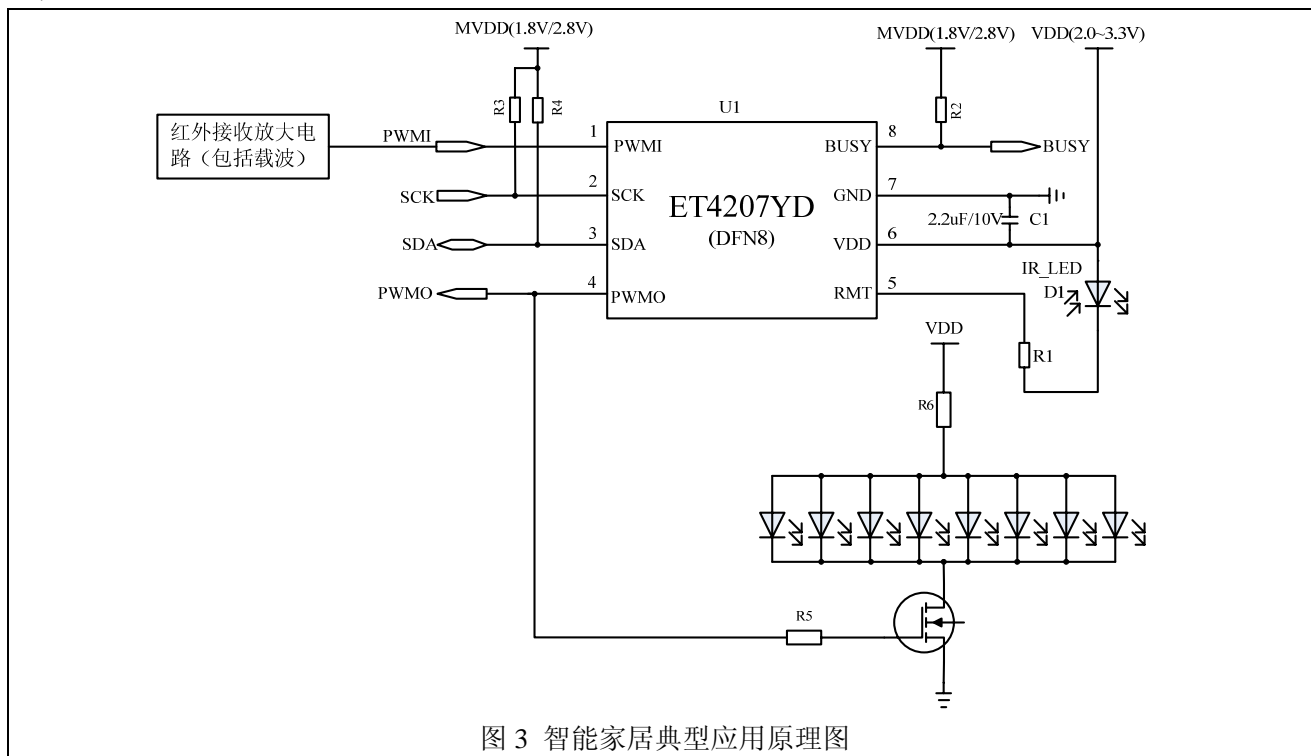 MVDD(1.8V/2.8V)
MVDD(1.8V/2.8V)
VDD(2.0~3.3V)
R3
R4
U1
R2
红外接收放大电
路（包括载波）
PWMI
1
PWMI
BUSY
8
BUSY
SCK
2
SCK
GND
7
ET4207YD
(DFN8)
2.2uF/10V
C1
SDA
3
SDA
VDD
6
IR_LED
D1
PWMO
4
PWMO
RMT
5
VDD
R1
R6
R5
图 3 智能家居典型应用原理图